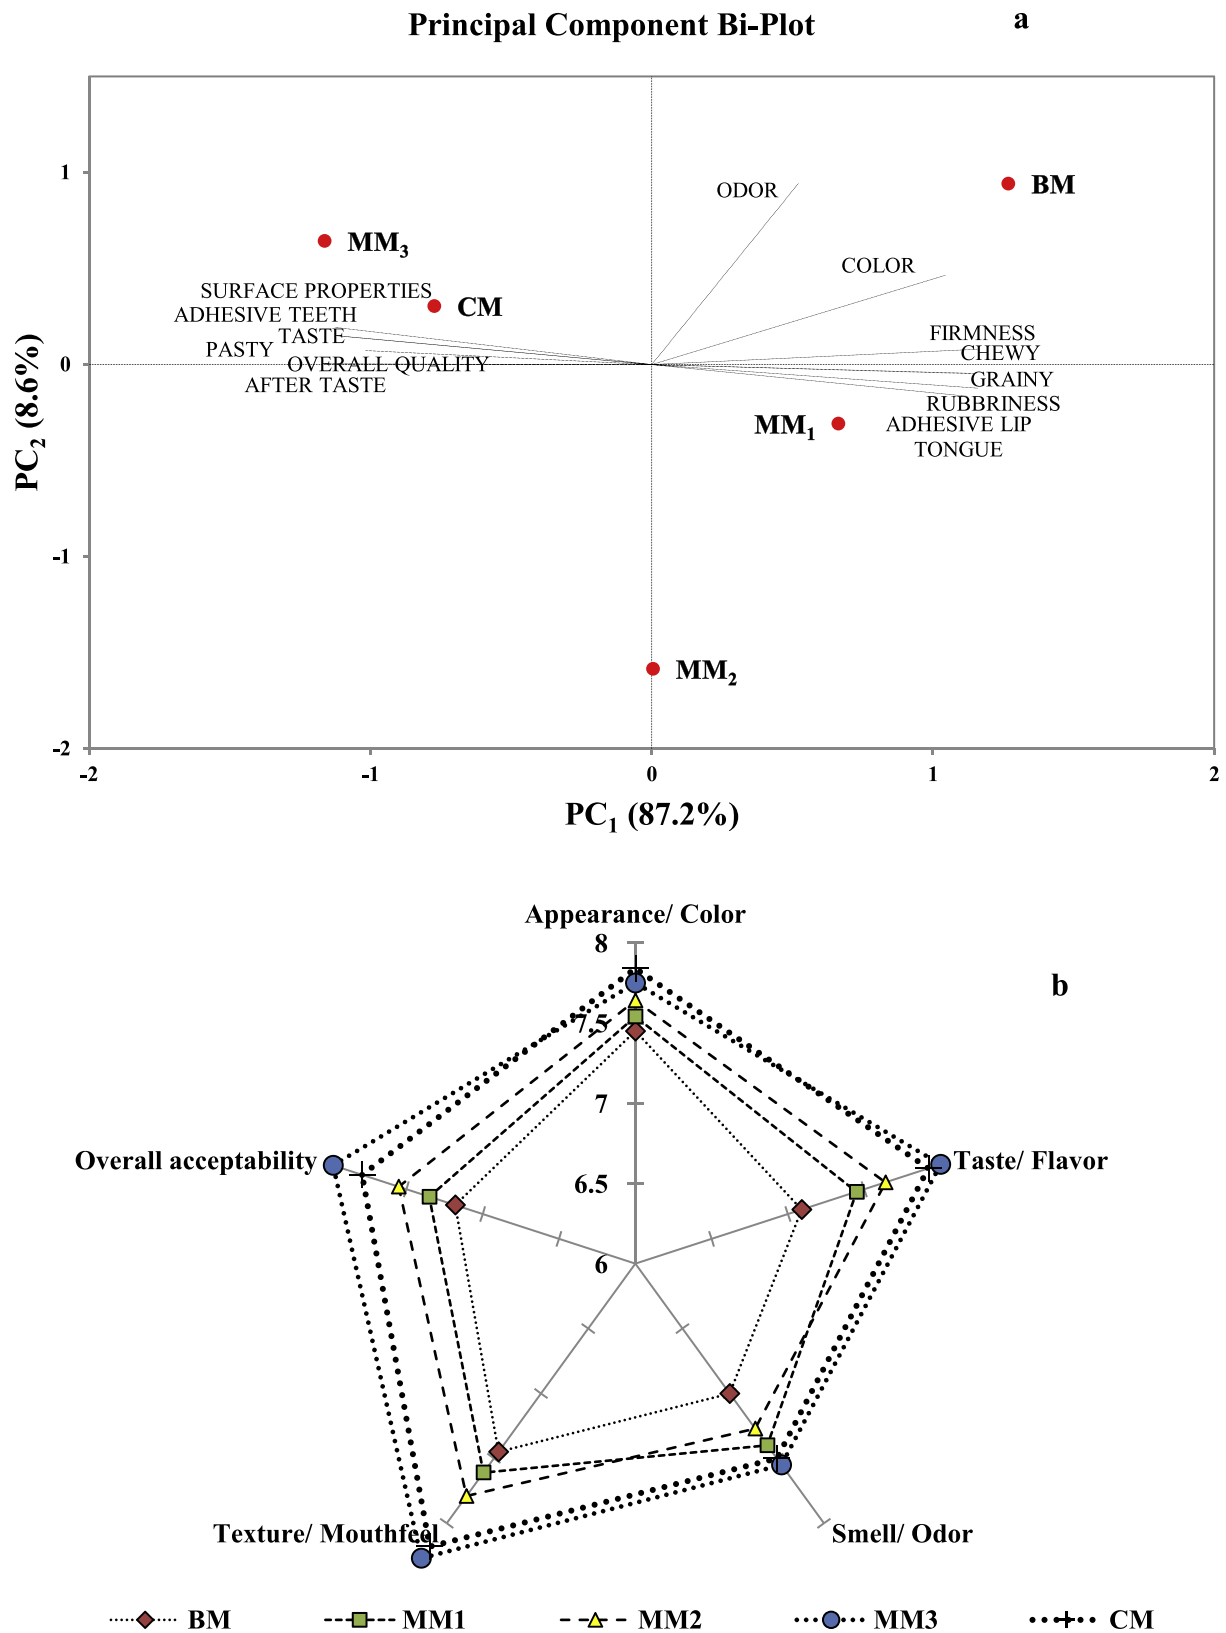 Principal Component Bi-Plot
a
1
ODOR
BM
MM3
COLOR
SURFACE PROPERTIES
CM
ADHESIVE TEETH
FIRMNESS
TASTE
PASTY
CHEWY
0
OVERALL QUALITY
GRAINY
AFTER TASTE
RUBBRINESS
MM1
ADHESIVE LIP
TONGUE
PC2 (8.6%)
-1
MM2
-2
-2
-1
0
1
2
PC1 (87.2%)
Appearance/ Color
8
b
7.5
7
Overall acceptability
Taste/ Flavor
6.5
6
Texture/ Mouthfeel
Smell/ Odor
BM
MM1
MM2
MM3
CM